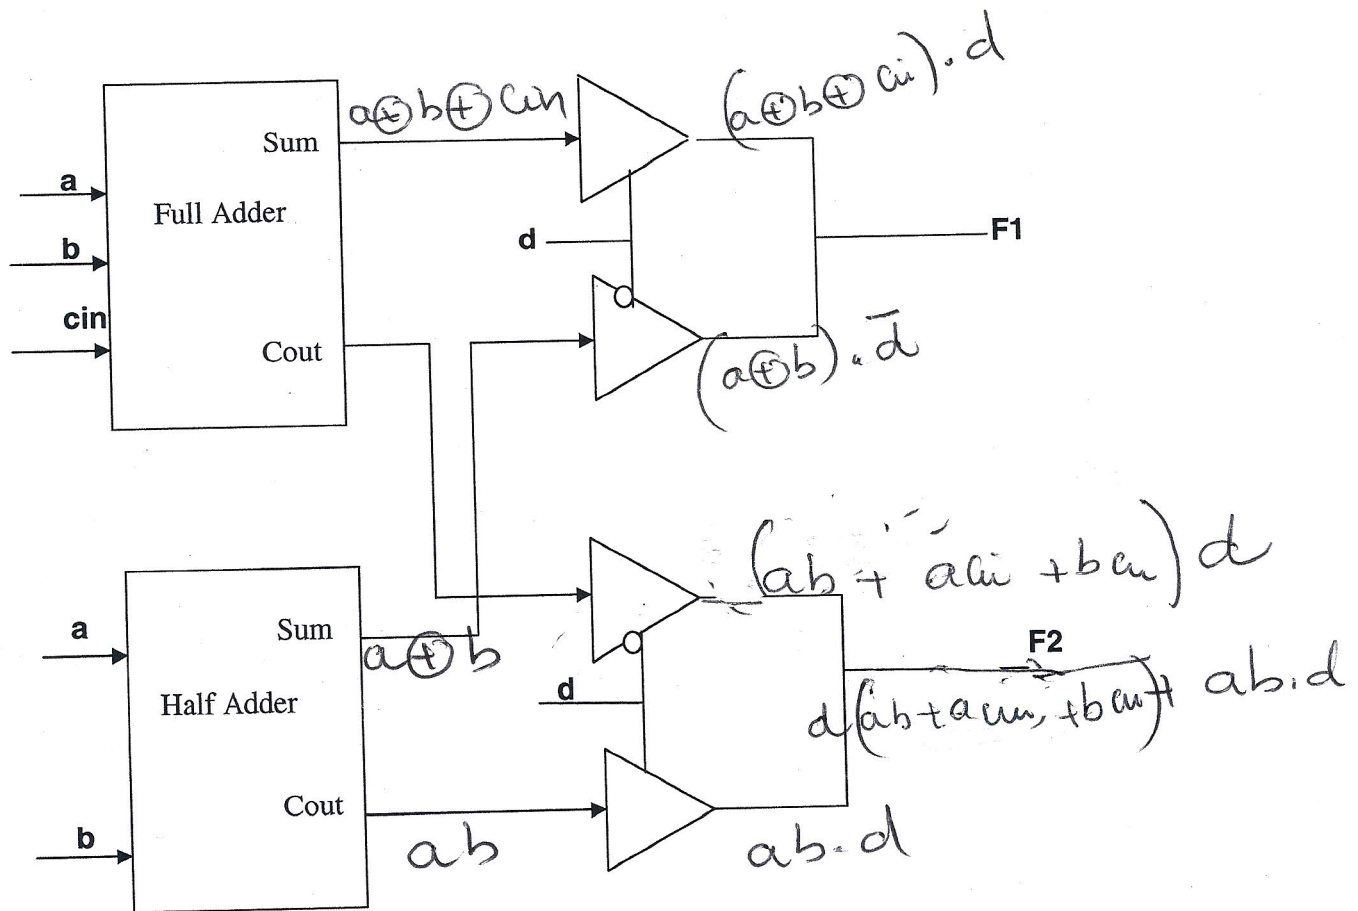 a⊕b⊕cin
(a⊕b⊕ci).d
Sum
a
Full Adder
b
d
F1
cin
Cout
(a⊕b).d̅
(ab + aci + bcin) d
a
Sum
a⊕b
F2
d
Half Adder
d(ab+acin+bcin)+ ab.d
Cout
b
ab
ab.d